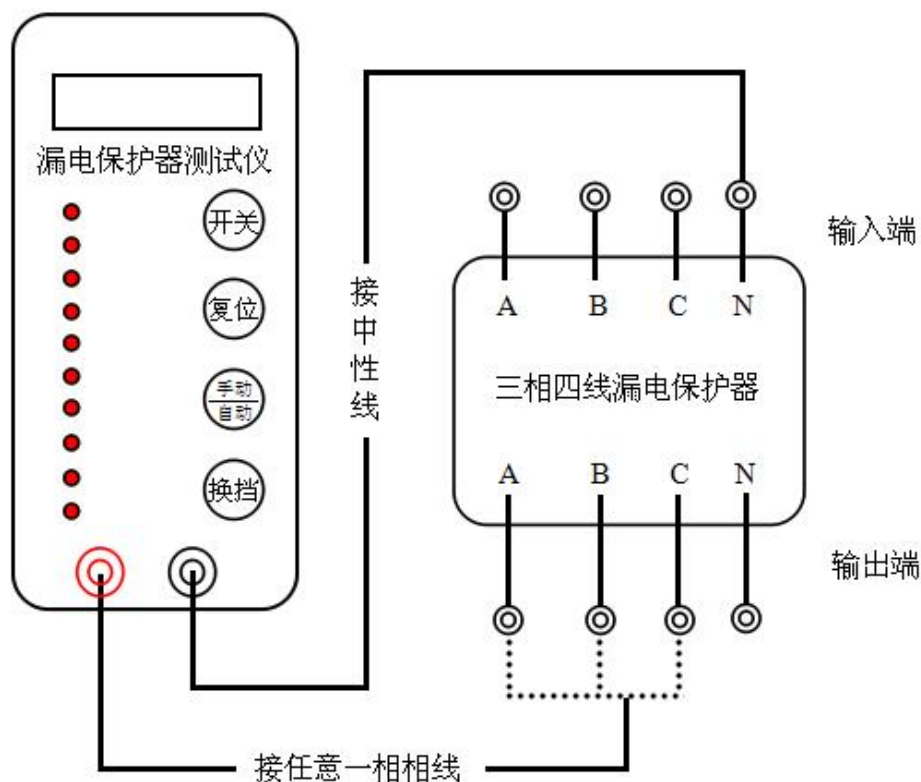 漏电保护器测试仪
开关
复位
手动
自动
换挡
接中性线
接任意一相相线
输入端
A B C N
三相四线漏电保护器
A B C N
输出端